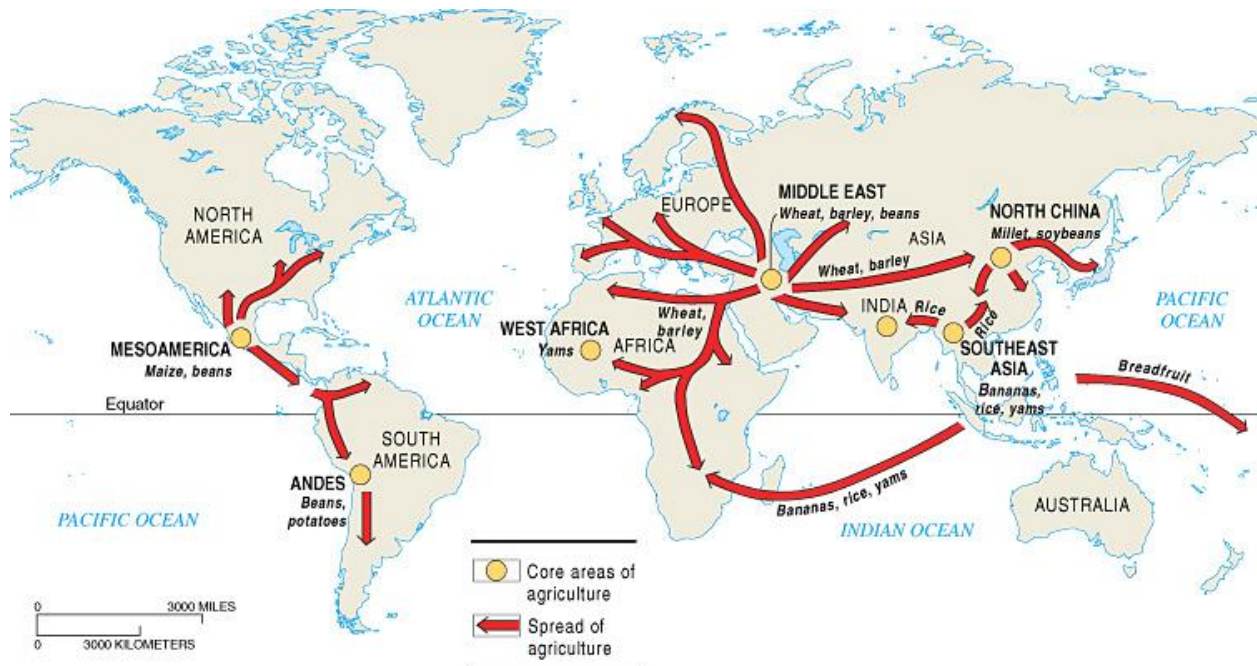 NORTH
AMERICA
ATLANTIC
OCEAN
MESOAMERICA
Maize, beans
Equator
SOUTH
AMERICA
ANDES
Beans,
potatoes
PACIFIC OCEAN
0 3000 MILES
0 3000 KILOMETERS
EUROPE
MIDDLE EAST
Wheat, barley, beans
ASIA
NORTH CHINA
Millet, soybeans
Wheat, barley
PACIFIC
OCEAN
WEST AFRICA
Yams
AFRICA
Wheat,
barley
INDIA
Rice
Rice
SOUTHEAST
ASIA
Bananas,
rice, yams
Breadfruit
Bananas, rice, yams
INDIAN OCEAN
AUSTRALIA
Core areas of
agriculture
Spread of
agriculture